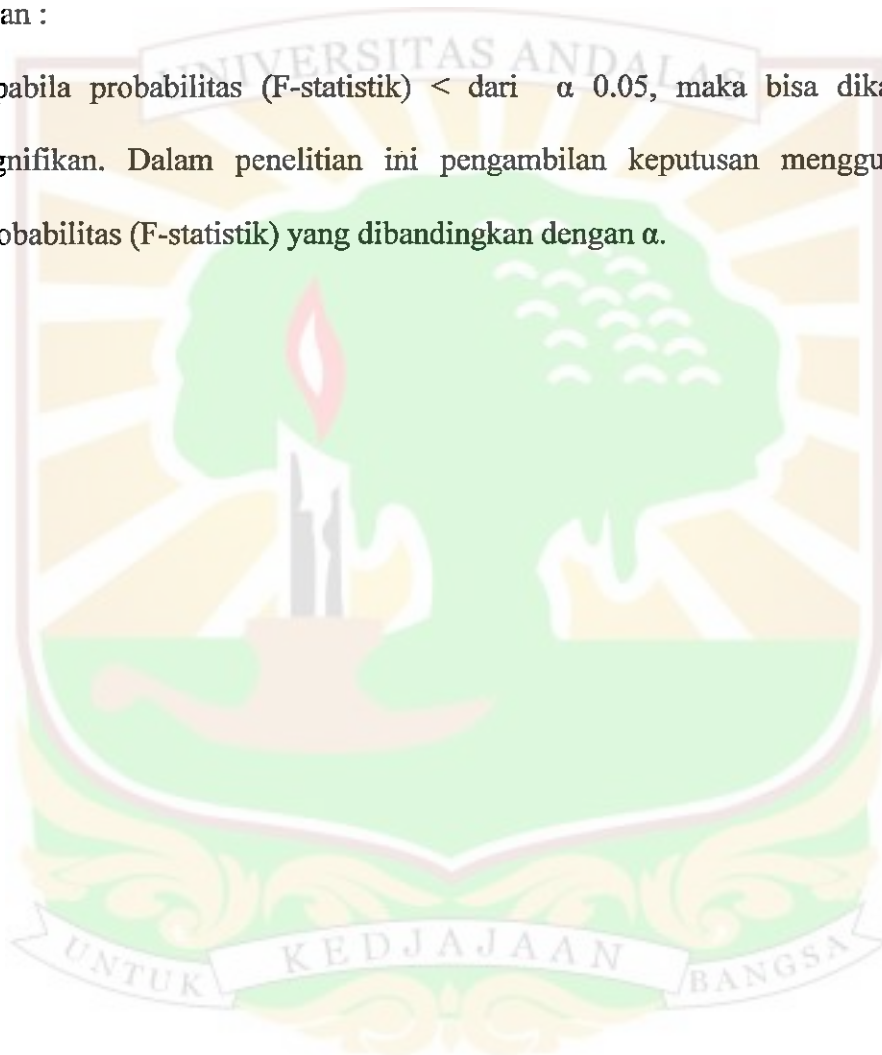 an :
UNIVERSITAS ANDALAS
pabila probabilitas (F-statistik) < dari α 0.05, maka bisa dika
gnifikan. Dalam penelitian ini pengambilan keputusan menggu
obabilitas (F-statistik) yang dibandingkan dengan α.
UNTUK KEDJAJAAN BANGSA